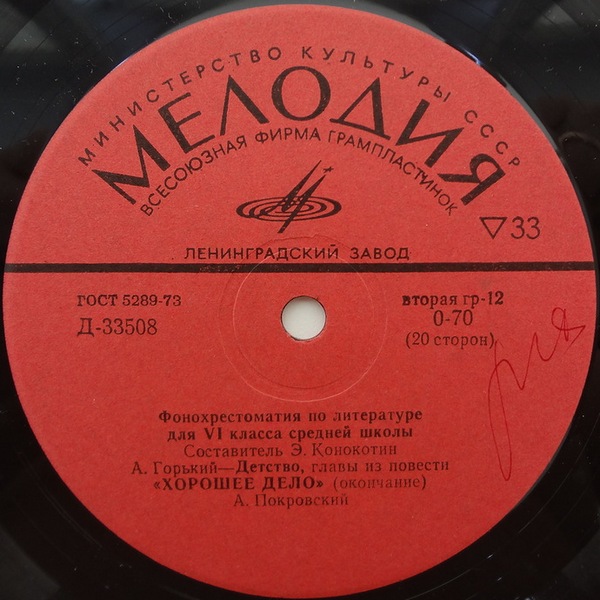 МИНИСТЕРСТВО КУЛЬТУРЫ СССР
МЕЛОДИЯ
ВСЕСОЮЗНАЯ ФИРМА ГРАМПЛАСТИНОК
▽33
ЛЕНИНГРАДСКИЙ ЗАВОД
ГОСТ 5289-73
Д-33508
вторая гр-12
0-70
(20 сторон)
Фонохрестоматия по литературе
для VI класса средней школы
Составитель Э. Конокотин
А. Горький—Детство, главы из повести
«ХОРОШЕЕ ДЕЛО» (окончание)
А. Покровский